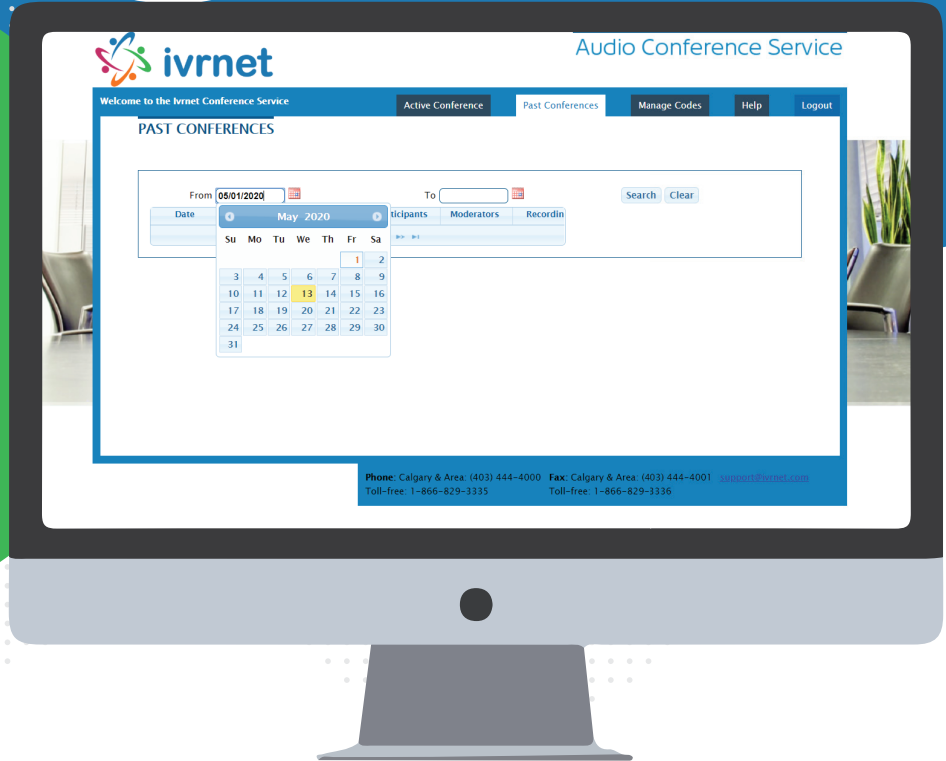 ivrnet
Audio Conference Service
Welcome to the Ivrnet Conference Service
Active Conference Past Conferences Manage Codes Help Logout
PAST CONFERENCES
From 05/01/2020 To Search Clear
Date ticipants Moderators Recordin
May 2020
Su Mo Tu We Th Fr Sa
1 2
3 4 5 6 7 8 9
10 11 12 13 14 15 16
17 18 19 20 21 22 23
24 25 26 27 28 29 30
31
Phone: Calgary & Area: (403) 444-4000 Fax: Calgary & Area: (403) 444-4001 support@ivrnet.com
Toll-free: 1-866-829-3335 Toll-free: 1-866-829-3336